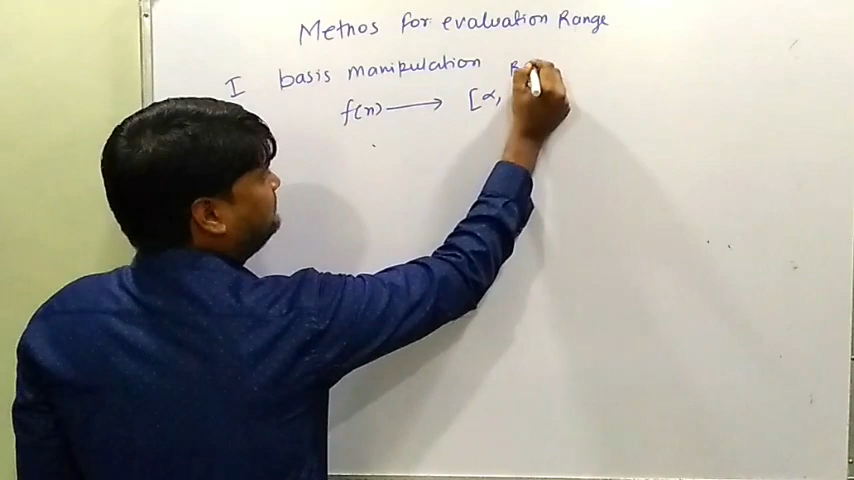 Methos for evaluation Range
I basis manipulation
f(x) ⟶ [α,